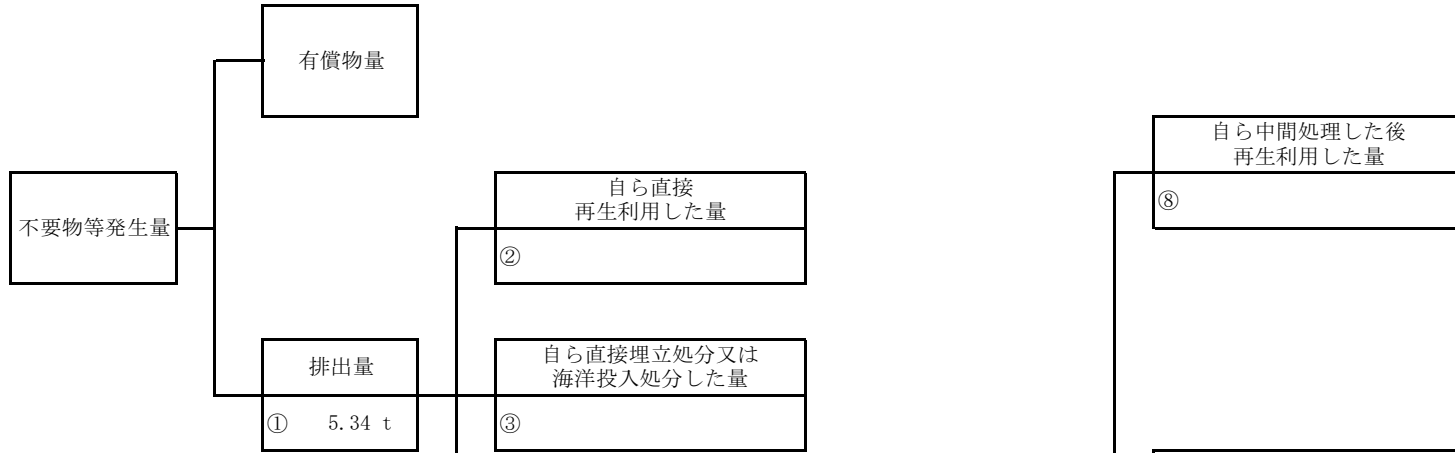 有償物量
自ら中間処理した後
再生利用した量
⑧
不要物等発生量
自ら直接
再生利用した量
②
排出量
① 5.34 t
自ら直接埋立処分又は
海洋投入処分した量
③